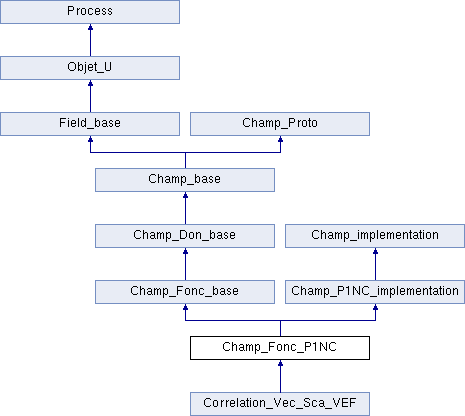 Process
Objet_U
Field_base
Champ_Proto
Champ_base
Champ_Don_base
Champ_implementation
Champ_Fonc_base
Champ_P1NC_implementation
Champ_Fonc_P1NC
Correlation_Vec_Sca_VEF